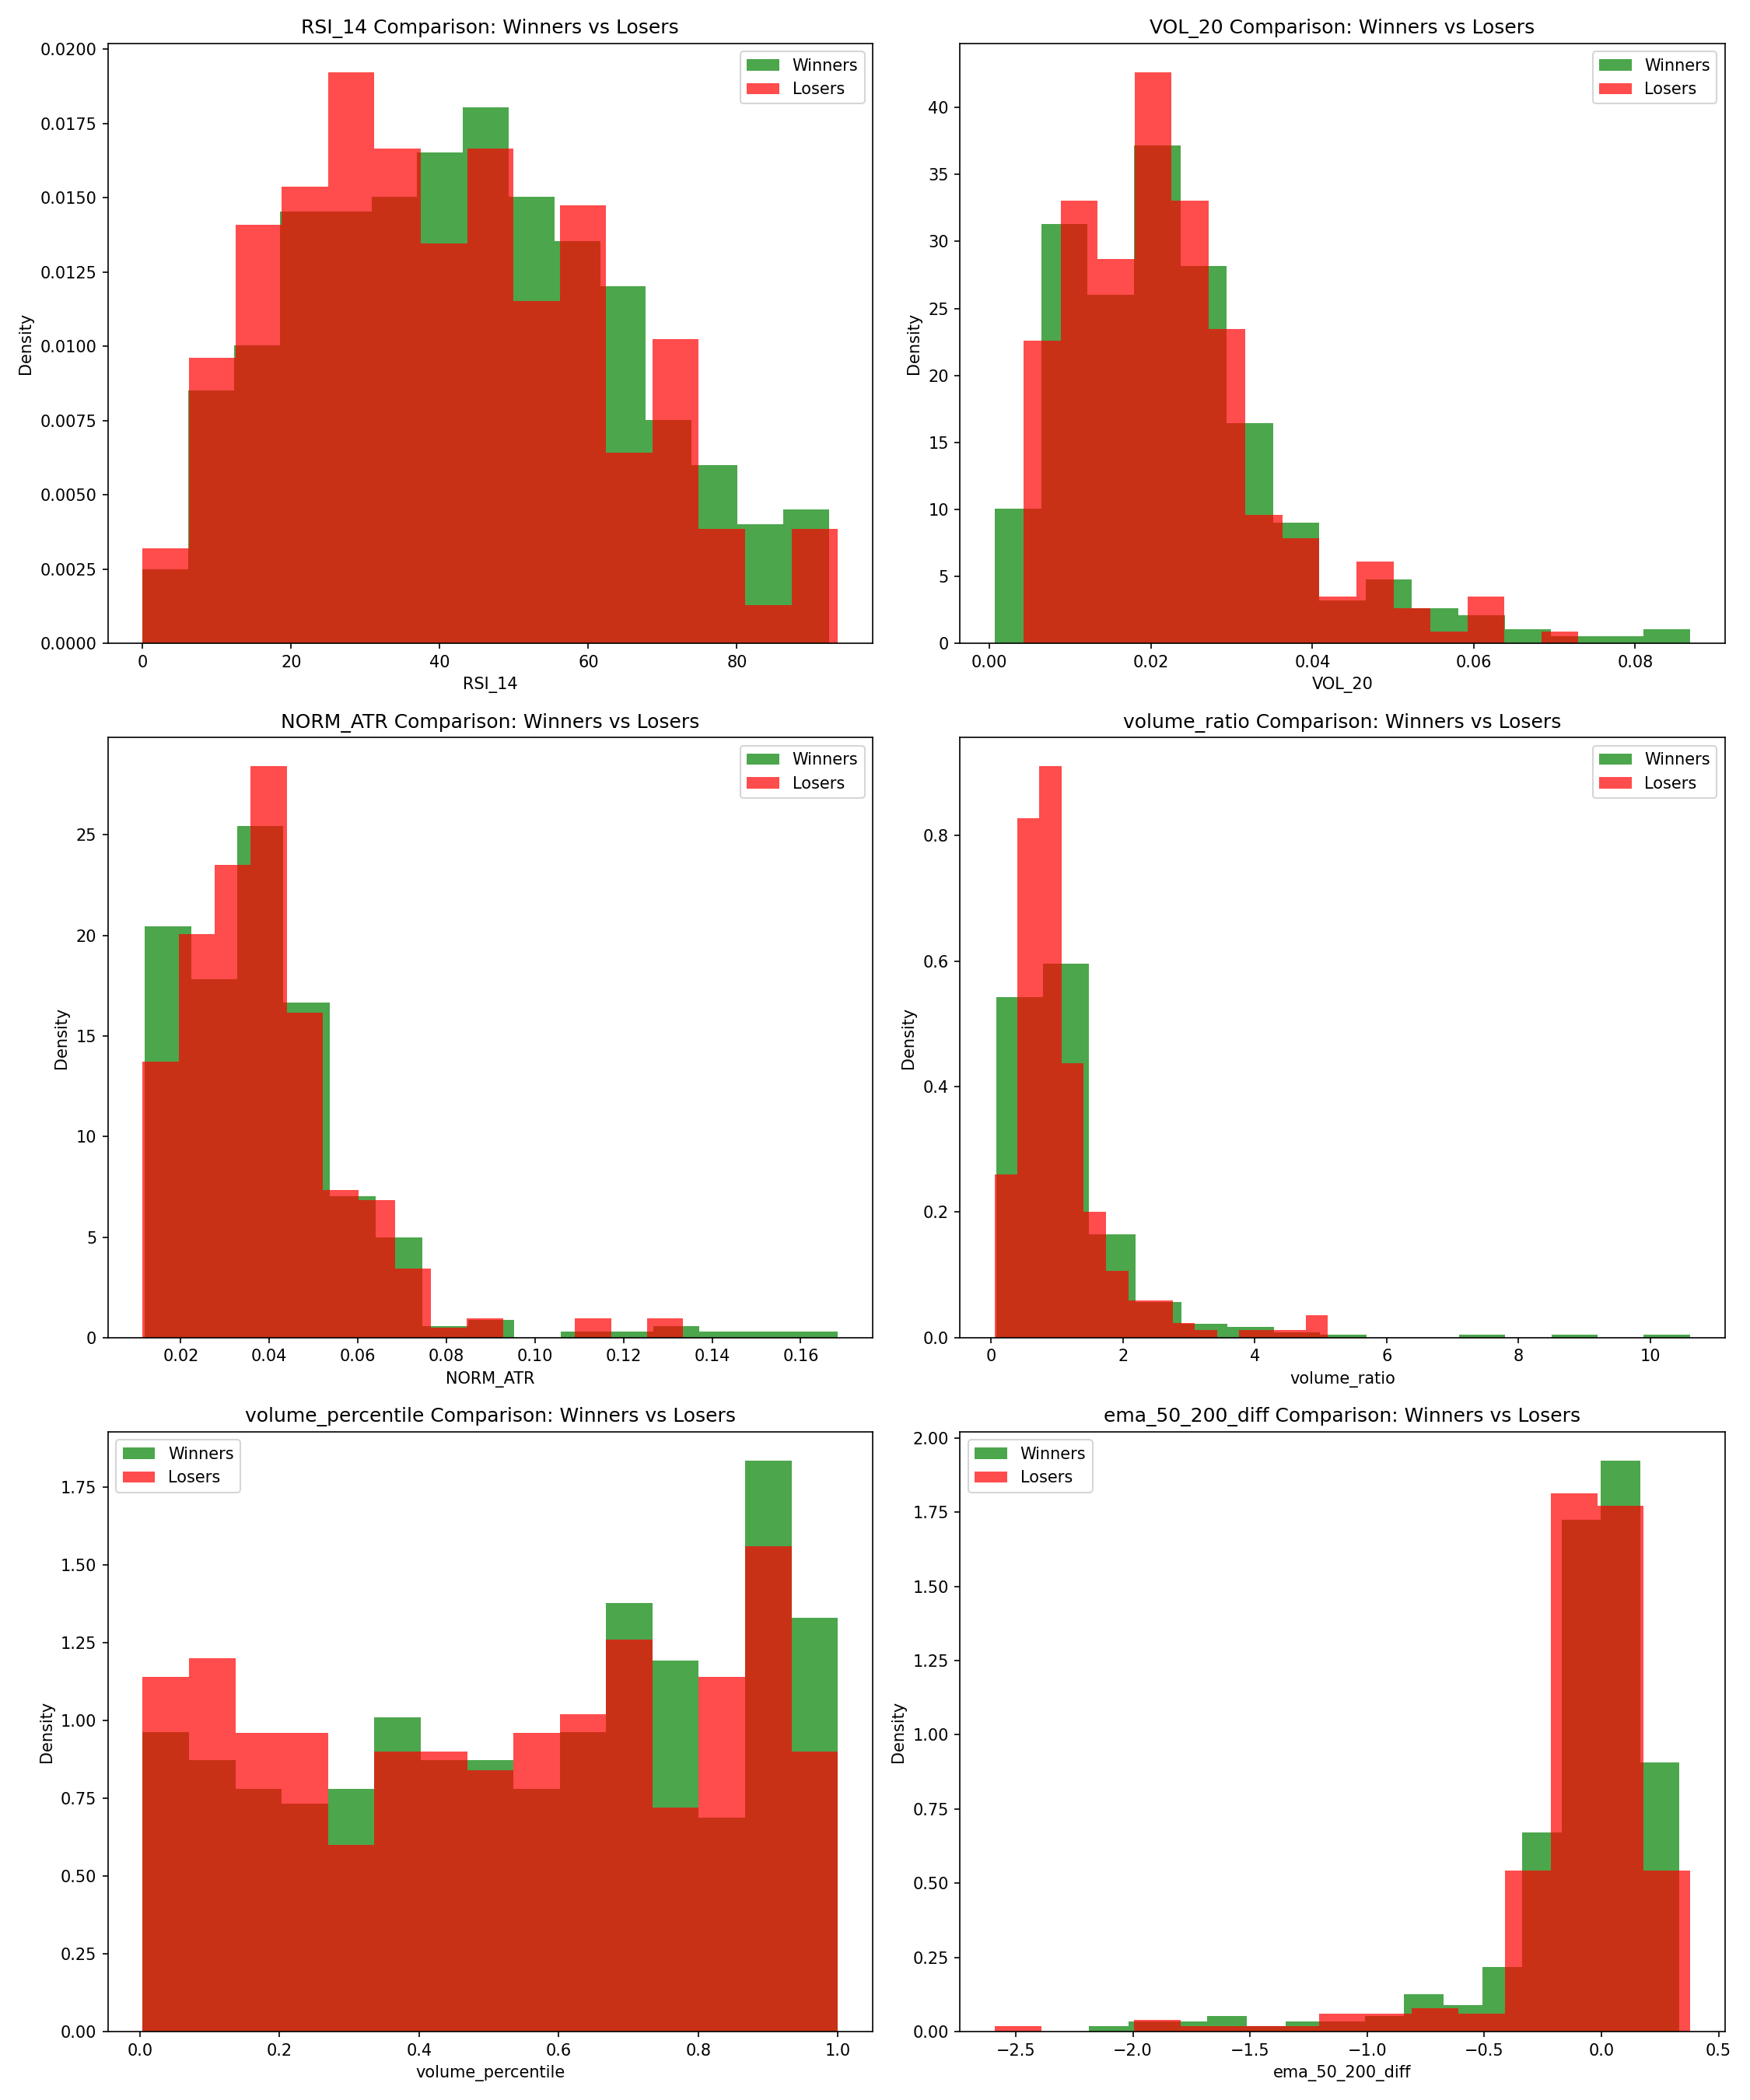 RSI_14 Comparison: Winners vs Losers
Winners
Losers
0.0200
0.0175
0.0150
0.0125
0.0100
0.0075
0.0050
0.0025
0.0000
Density
0 20 40 60 80
RSI_14
VOL_20 Comparison: Winners vs Losers
Winners
Losers
40
35
30
25
20
15
10
5
0
Density
0.00 0.02 0.04 0.06 0.08
VOL_20
NORM_ATR Comparison: Winners vs Losers
Winners
Losers
25
20
15
10
5
0
Density
0.02 0.04 0.06 0.08 0.10 0.12 0.14 0.16
NORM_ATR
volume_ratio Comparison: Winners vs Losers
Winners
Losers
0.8
0.6
0.4
0.2
0.0
Density
0 2 4 6 8 10
volume_ratio
volume_percentile Comparison: Winners vs Losers
Winners
Losers
1.75
1.50
1.25
1.00
0.75
0.50
0.25
0.00
Density
0.0 0.2 0.4 0.6 0.8 1.0
volume_percentile
ema_50_200_diff Comparison: Winners vs Losers
Winners
Losers
2.00
1.75
1.50
1.25
1.00
0.75
0.50
0.25
0.00
Density
−2.5 −2.0 −1.5 −1.0 −0.5 0.0 0.5
ema_50_200_diff